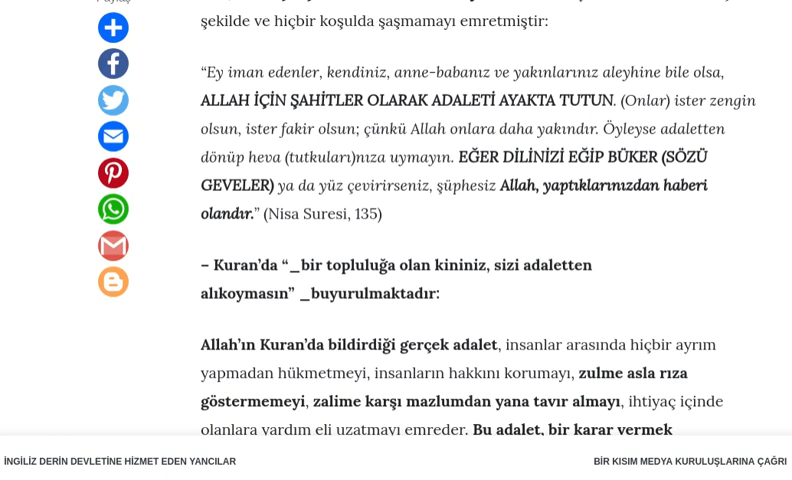 şekilde ve hiçbir koşulda şaşmamayı emretmiştir:
“Ey iman edenler, kendiniz, anne-babanız ve yakınlarınız aleyhine bile olsa,
ALLAH İÇİN ŞAHİTLER OLARAK ADALETİ AYAKTA TUTUN. (Onlar) ister zengin
olsun, ister fakir olsun; çünkü Allah onlara daha yakındır. Öyleyse adaletten
dönüp heva (tutkuları)nıza uymayın. EĞER DİLİNİZİ EĞİP BÜKER (SÖZÜ
GEVELER) ya da yüz çevirirseniz, şüphesiz Allah, yaptıklarınızdan haberi
olandır.” (Nisa Suresi, 135)
– Kuran’da “_bir topluluğa olan kininiz, sizi adaletten
alıkoymasın” _buyurulmaktadır:
Allah’ın Kuran’da bildirdiği gerçek adalet, insanlar arasında hiçbir ayrım
yapmadan hükmetmeyi, insanların hakkını korumayı, zulme asla rıza
göstermemeyi, zalime karşı mazlumdan yana tavır almayı, ihtiyaç içinde
olanlara yardım eli uzatmayı emreder. Bu adalet, bir karar vermek
İNGİLİZ DERİN DEVLETİNE HİZMET EDEN YANCILAR
BİR KISIM MEDYA KURULUŞLARINA ÇAĞRI